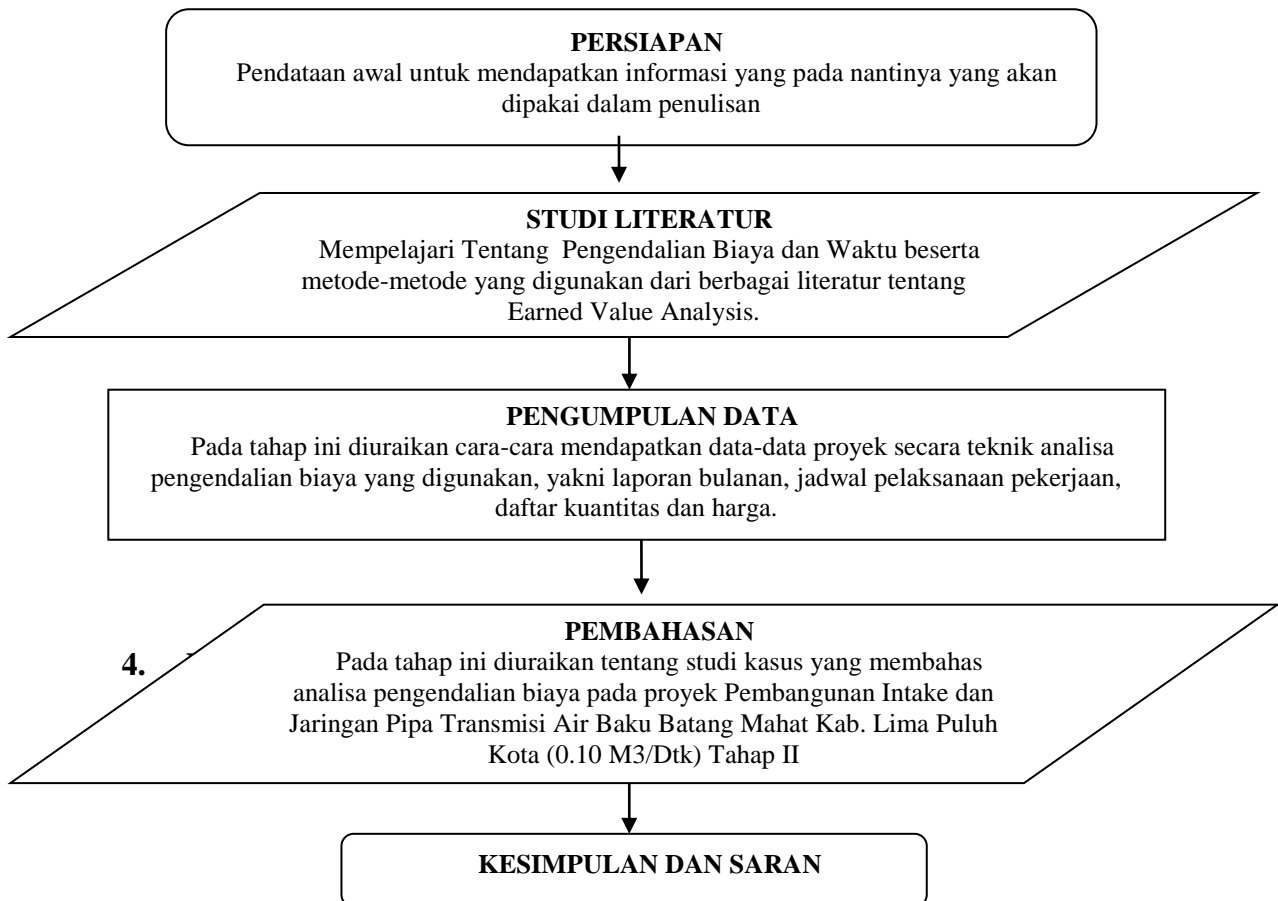 PERSIAPAN
Pendataan awal untuk mendapatkan informasi yang pada nantinya yang akan
dipakai dalam penulisan
STUDI LITERATUR
Mempelajari Tentang Pengendalian Biaya dan Waktu beserta
metode-metode yang digunakan dari berbagai literatur tentang
Earned Value Analysis.
PENGUMPULAN DATA
Pada tahap ini diuraikan cara-cara mendapatkan data-data proyek secara teknik analisa
pengendalian biaya yang digunakan, yakni laporan bulanan, jadwal pelaksanaan pekerjaan,
daftar kuantitas dan harga.
4.
PEMBAHASAN
Pada tahap ini diuraikan tentang studi kasus yang membahas
analisa pengendalian biaya pada proyek Pembangunan Intake dan
Jaringan Pipa Transmisi Air Baku Batang Mahat Kab. Lima Puluh
Kota (0.10 M3/Dtk) Tahap II
KESIMPULAN DAN SARAN